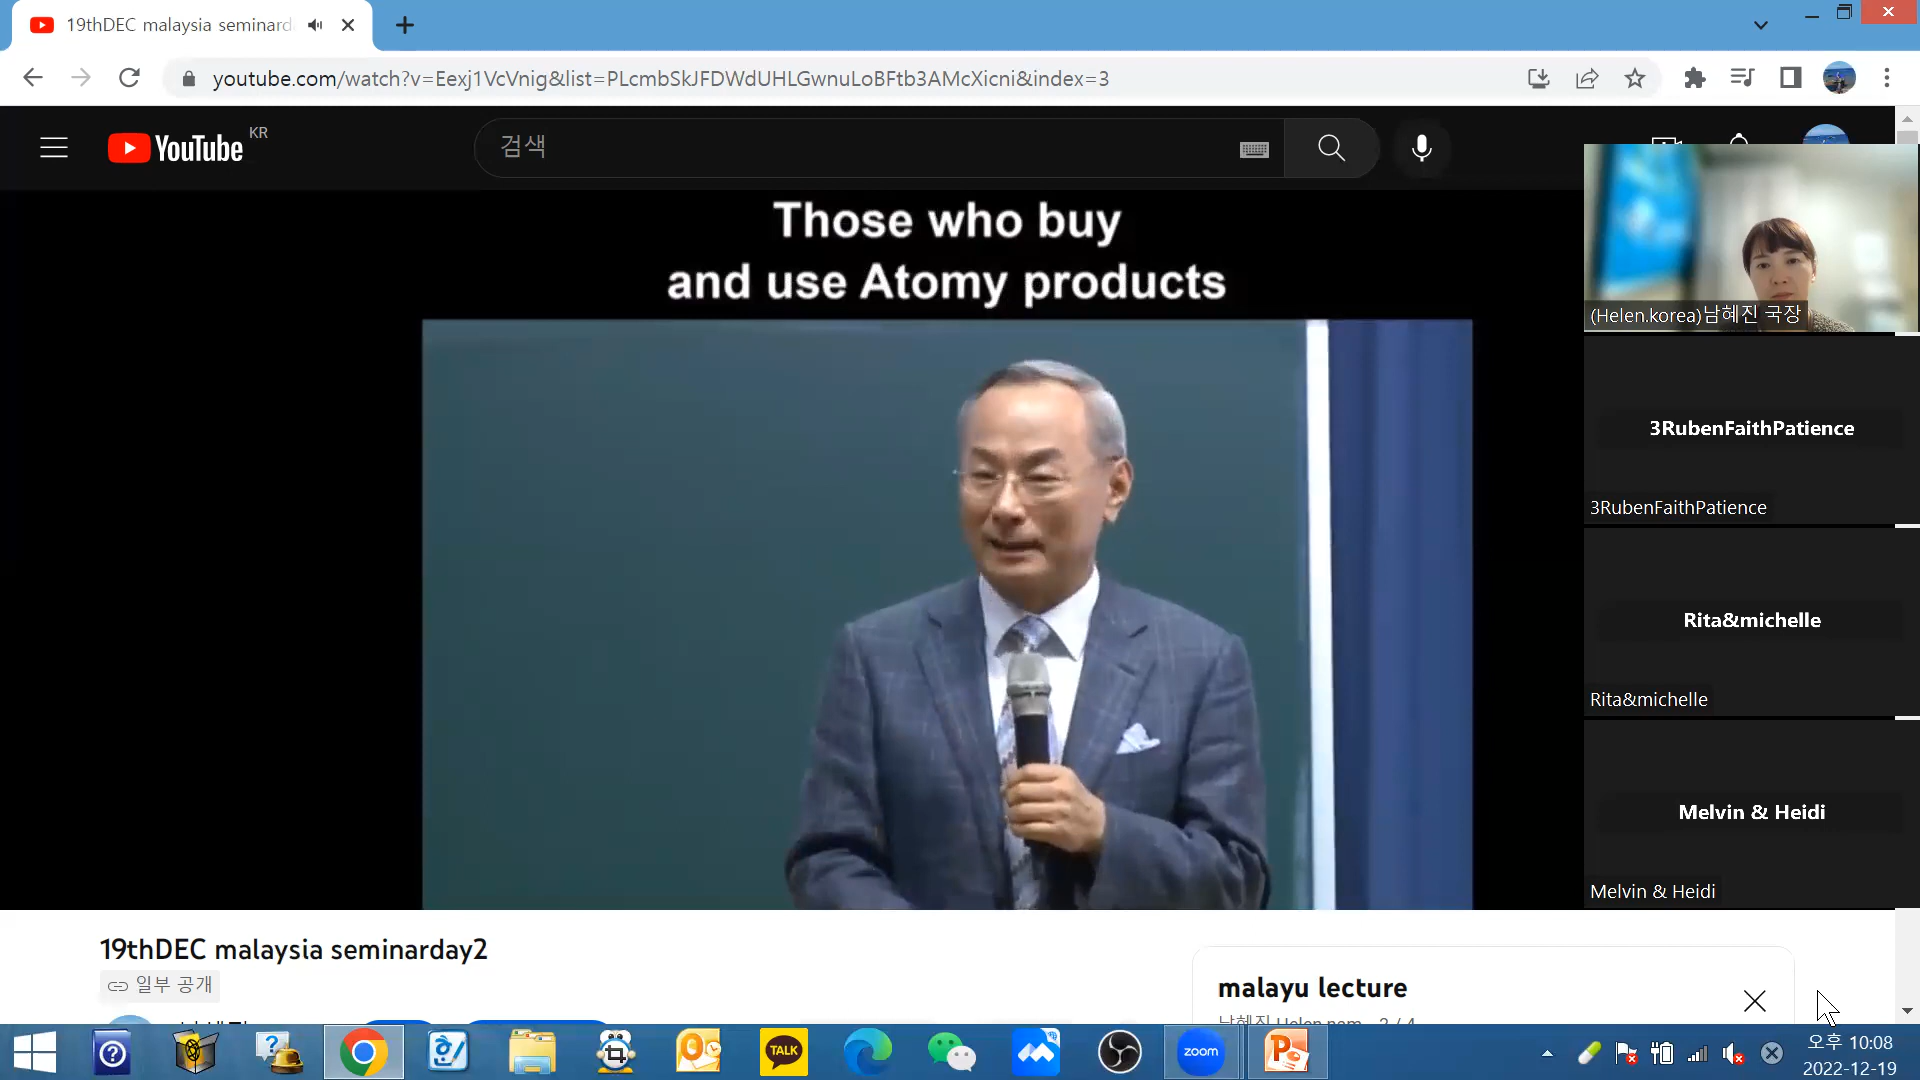 19thDEC malaysia seminard
youtube.com/watch?v=Eexj1VcVnig&list=PLcmbSkJFDWdUHLGwnuLoBFtb3AMcXicni&index=3
YouTube KR
검색
Those who buy
and use Atomy products
(Helen.korea)남혜진 국장
3RubenFaithPatience
3RubenFaithPatience
Rita&michelle
Rita&michelle
Melvin & Heidi
Melvin & Heidi
19thDEC malaysia seminarday2
일부 공개
malayu lecture
TALK
zoom
오후 10:08
2022-12-19